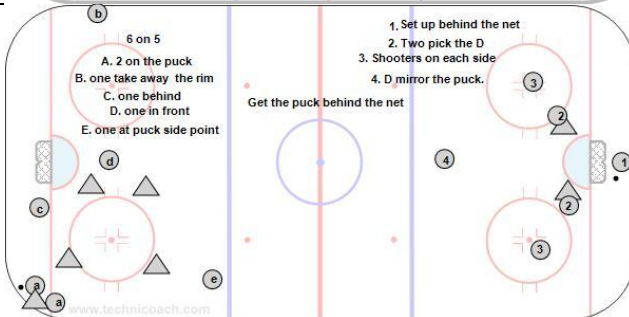 b
6 on 5
A. 2 on the puck
B. one take away the rim
C. one behind
D. one in front
E. one at puck side point
d
c
a
a
e
www.technicoach.com
Get the puck behind the net
1. Set up behind the net
2. Two pick the D
3. Shooters on each side
4. D mirror the puck.
3
2
4
1
2
3